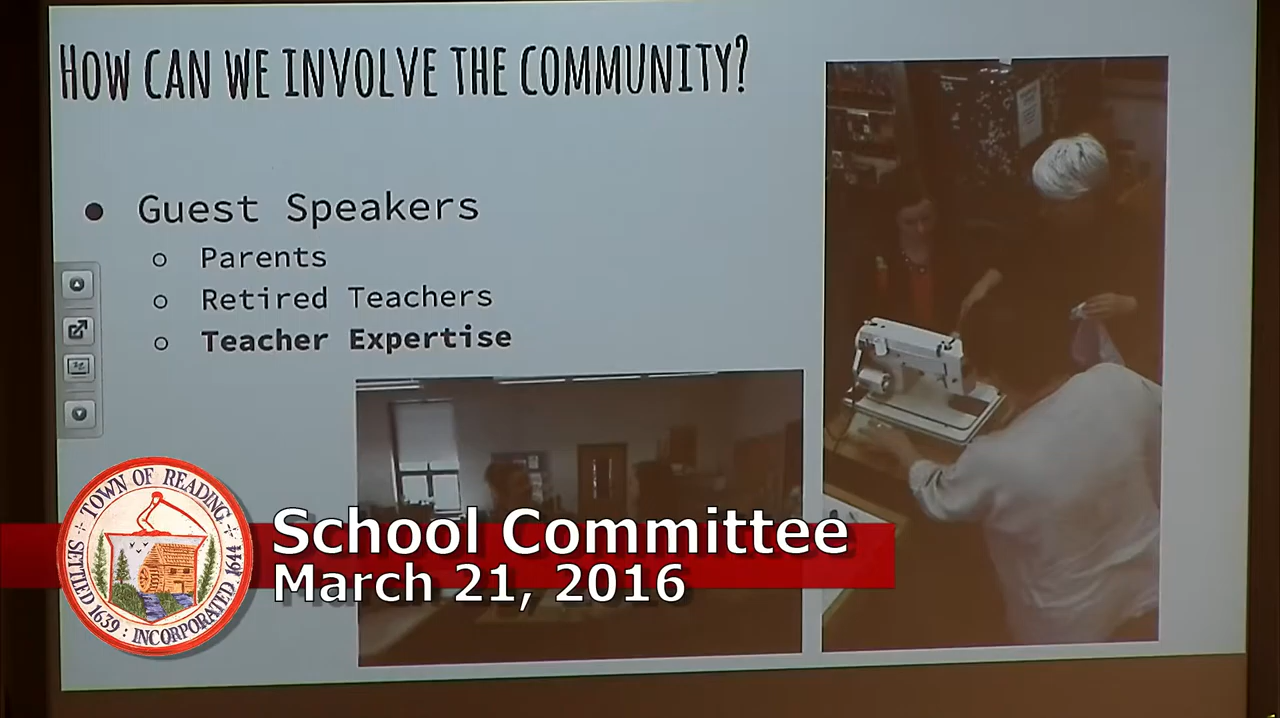 HOW CAN WE INVOLVE THE COMMUNITY?
Guest Speakers
Parents
Retired Teachers
Teacher Expertise
TOWN OF READING
SETTLED 1639 : INCORPORATED 1644
School Committee
March 21, 2016